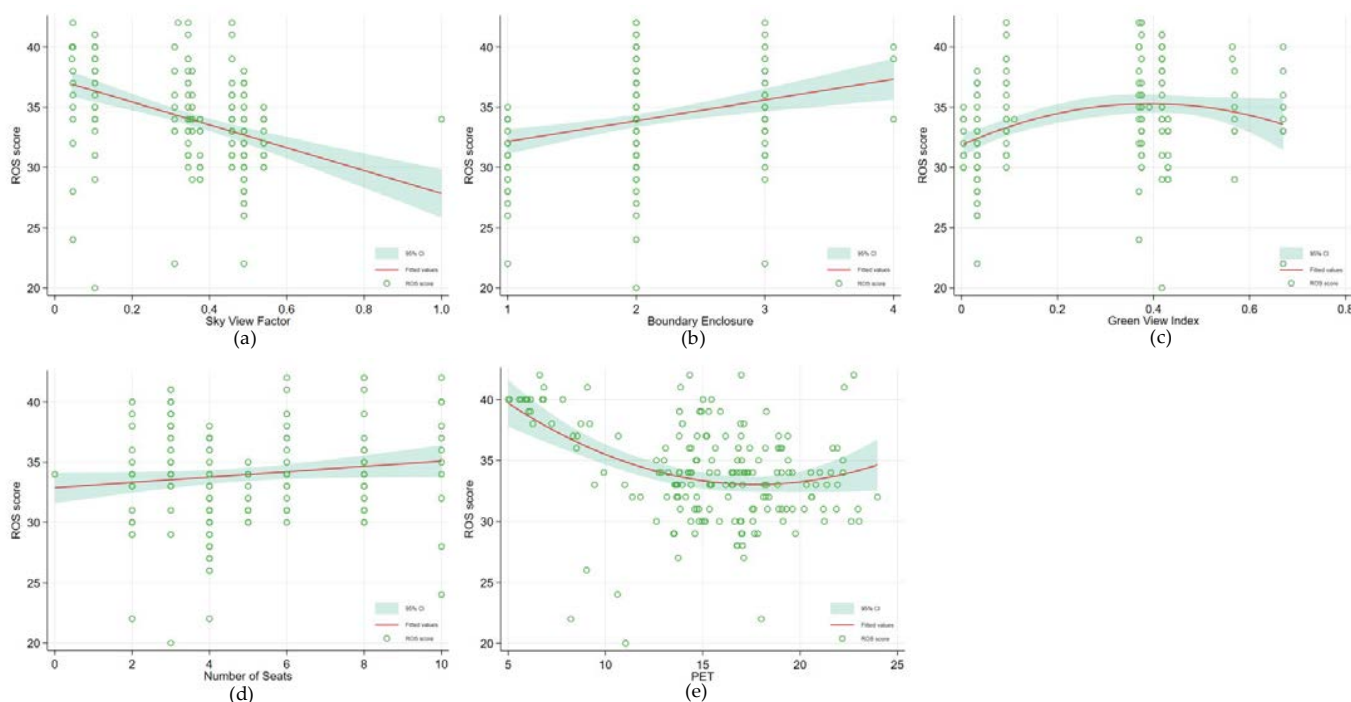 40
35
30
25
20
ROS score
0
0.2
0.4
0.6
0.8
1.0
Sky View Factor
95% CI
Fitted values
ROS score
(a)
40
35
30
25
20
ROS score
1
2
3
4
Boundary Enclosure
95% CI
Fitted values
ROS score
(b)
40
35
30
25
20
ROS score
0
0.2
0.4
0.6
0.8
Green View Index
95% CI
Fitted values
ROS score
(c)
40
35
30
25
20
ROS score
0
2
4
6
8
10
Number of Seats
95% CI
Fitted values
ROS score
(d)
40
35
30
25
20
ROS score
5
10
15
20
25
PET
95% CI
Fitted values
ROS score
(e)